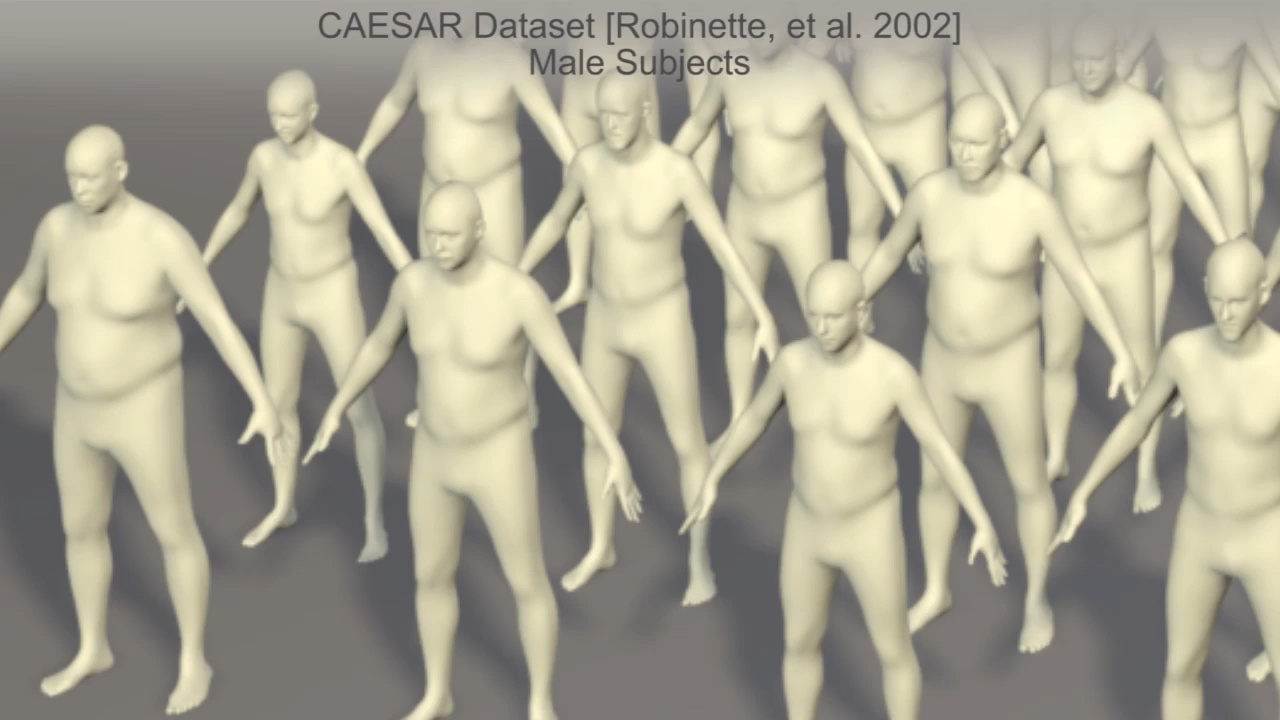 CAESAR Dataset [Robinette, et al. 2002]
Male Subjects